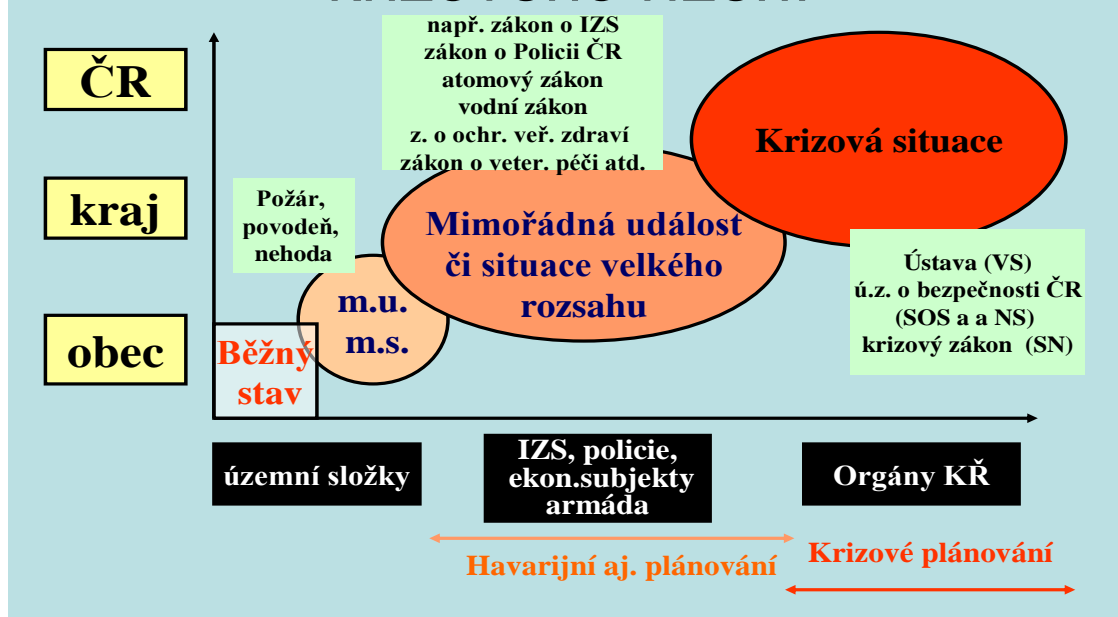 např. zákon o IZS
zákon o Policii ČR
atomový zákon
vodní zákon
z. o ochr. veř. zdraví
zákon o veter. péči atd.
ČR
Krizová situace
kraj
Požár,
povodeň,
nehoda
Mimořádná událost
či situace velkého
rozsahu
Ústava (VS)
ú.z. o bezpečnosti ČR
(SOS a a NS)
krizový zákon (SN)
m.u.
m.s.
obec
Běžný
stav
územní složky
IZS, policie,
ekon.subjekty
armáda
Orgány KŘ
Havarijní aj. plánování
Krizové plánování